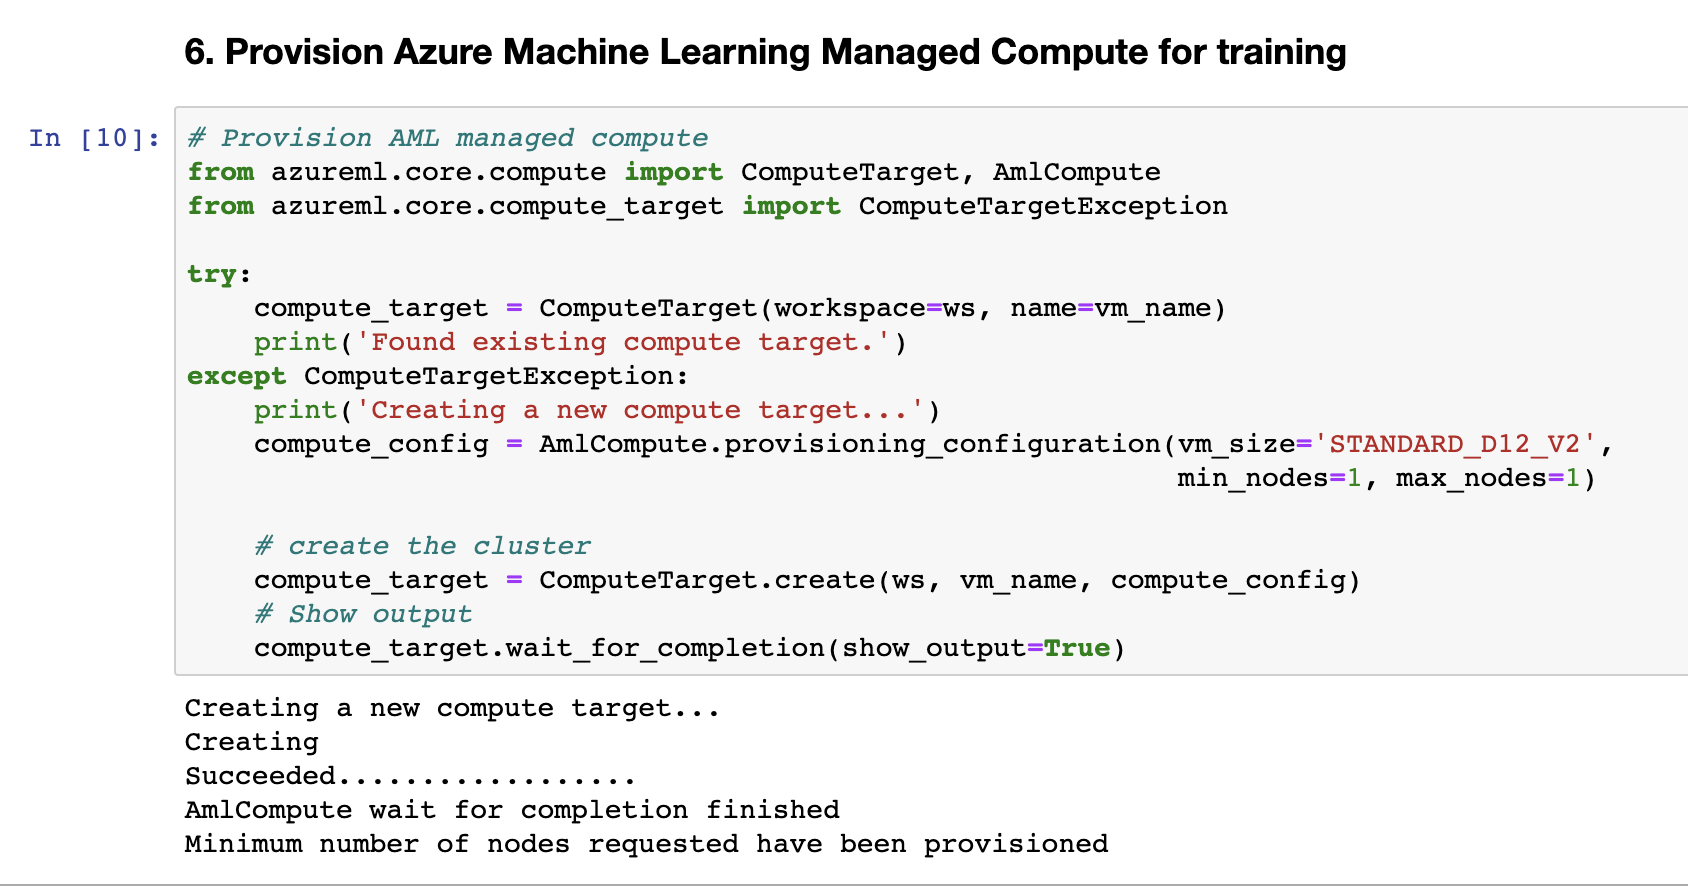 6. Provision Azure Machine Learning Managed Compute for training
In [10]:
# Provision AML managed compute
from azureml.core.compute import ComputeTarget, AmlCompute
from azureml.core.compute_target import ComputeTargetException
try:
    compute_target = ComputeTarget(workspace=ws, name=vm_name)
    print('Found existing compute target.')
except ComputeTargetException:
    print('Creating a new compute target...')
    compute_config = AmlCompute.provisioning_configuration(vm_size='STANDARD_D12_V2',
                                                           min_nodes=1, max_nodes=1)
    # create the cluster
    compute_target = ComputeTarget.create(ws, vm_name, compute_config)
    # Show output
    compute_target.wait_for_completion(show_output=True)
Creating a new compute target...
Creating
Succeeded..................
AmlCompute wait for completion finished
Minimum number of nodes requested have been provisioned